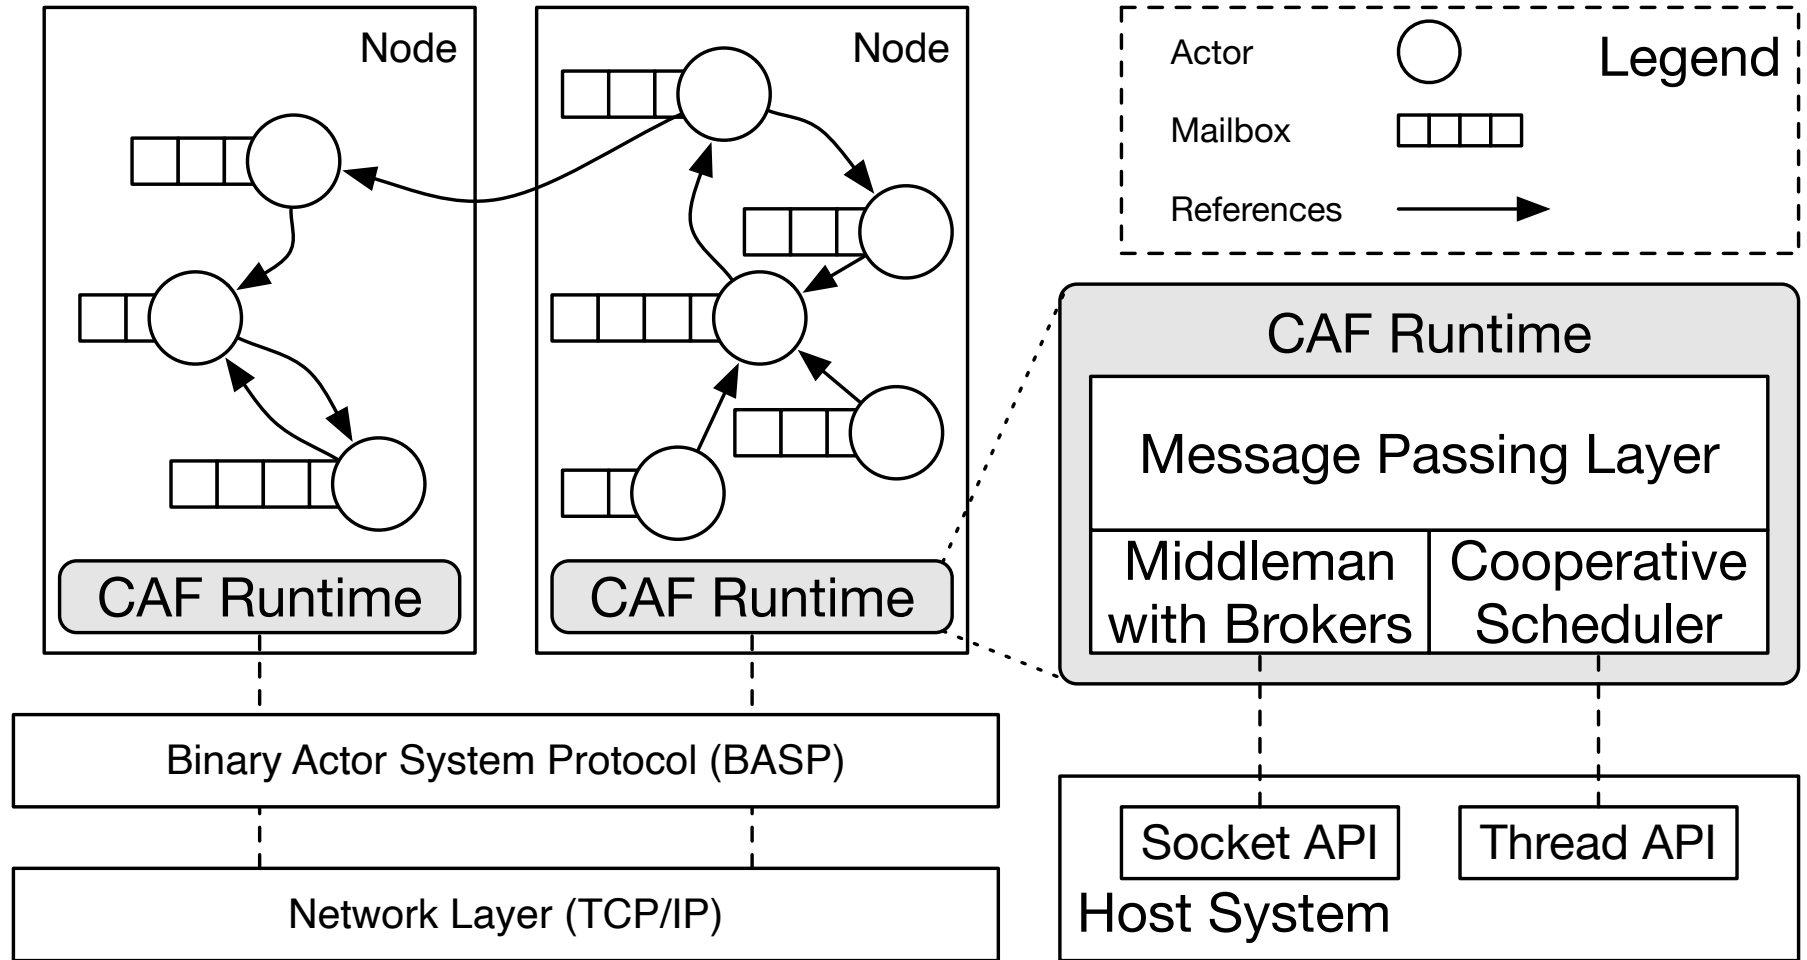 Node
Node
Actor
Legend
Mailbox
References
CAF Runtime
Message Passing Layer
Middleman
with Brokers
Cooperative
Scheduler
CAF Runtime
CAF Runtime
Binary Actor System Protocol (BASP)
Network Layer (TCP/IP)
Socket API
Thread API
Host System